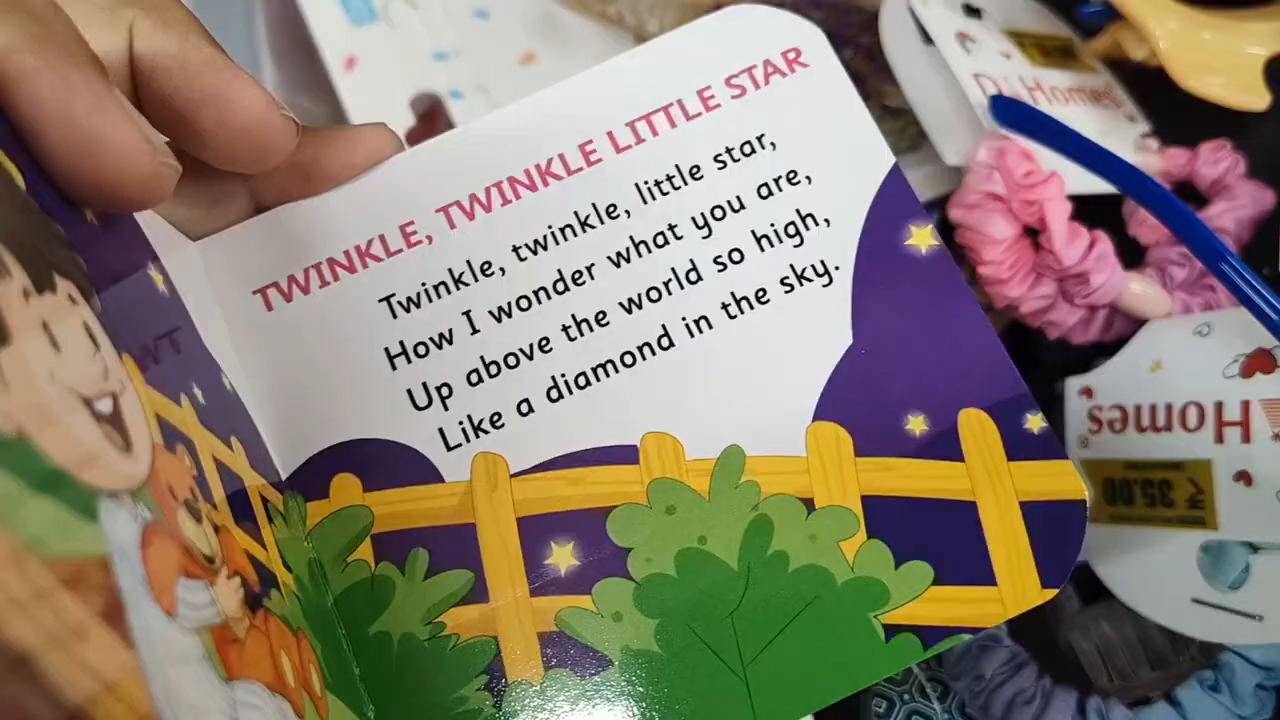 TWINKLE, TWINKLE LITTLE STAR
Twinkle, twinkle, little star,
How I wonder what you are,
Up above the world so high,
Like a diamond in the sky.
Homes
Homes
35.00